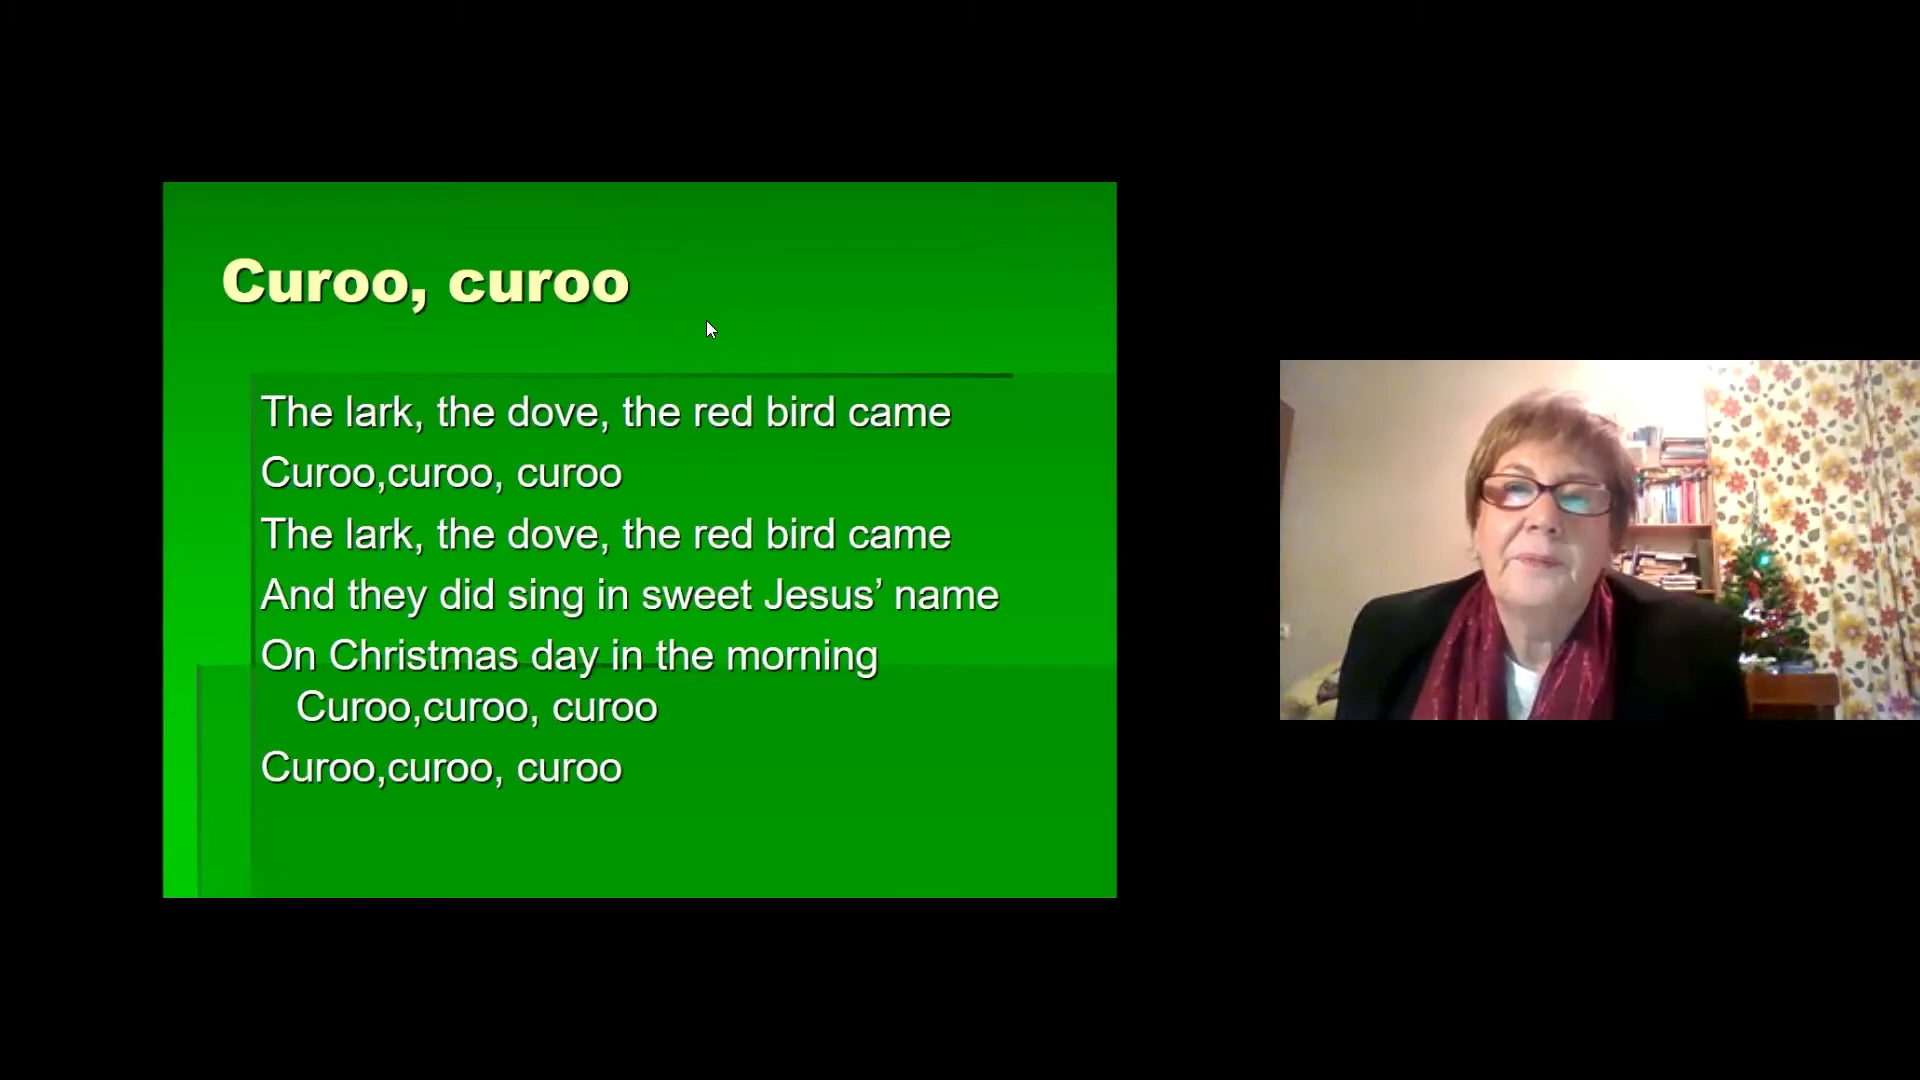 Curoo, curoo
The lark, the dove, the red bird came
Curoo,curoo, curoo
The lark, the dove, the red bird came
And they did sing in sweet Jesus’ name
On Christmas day in the morning
Curoo,curoo, curoo
Curoo,curoo, curoo